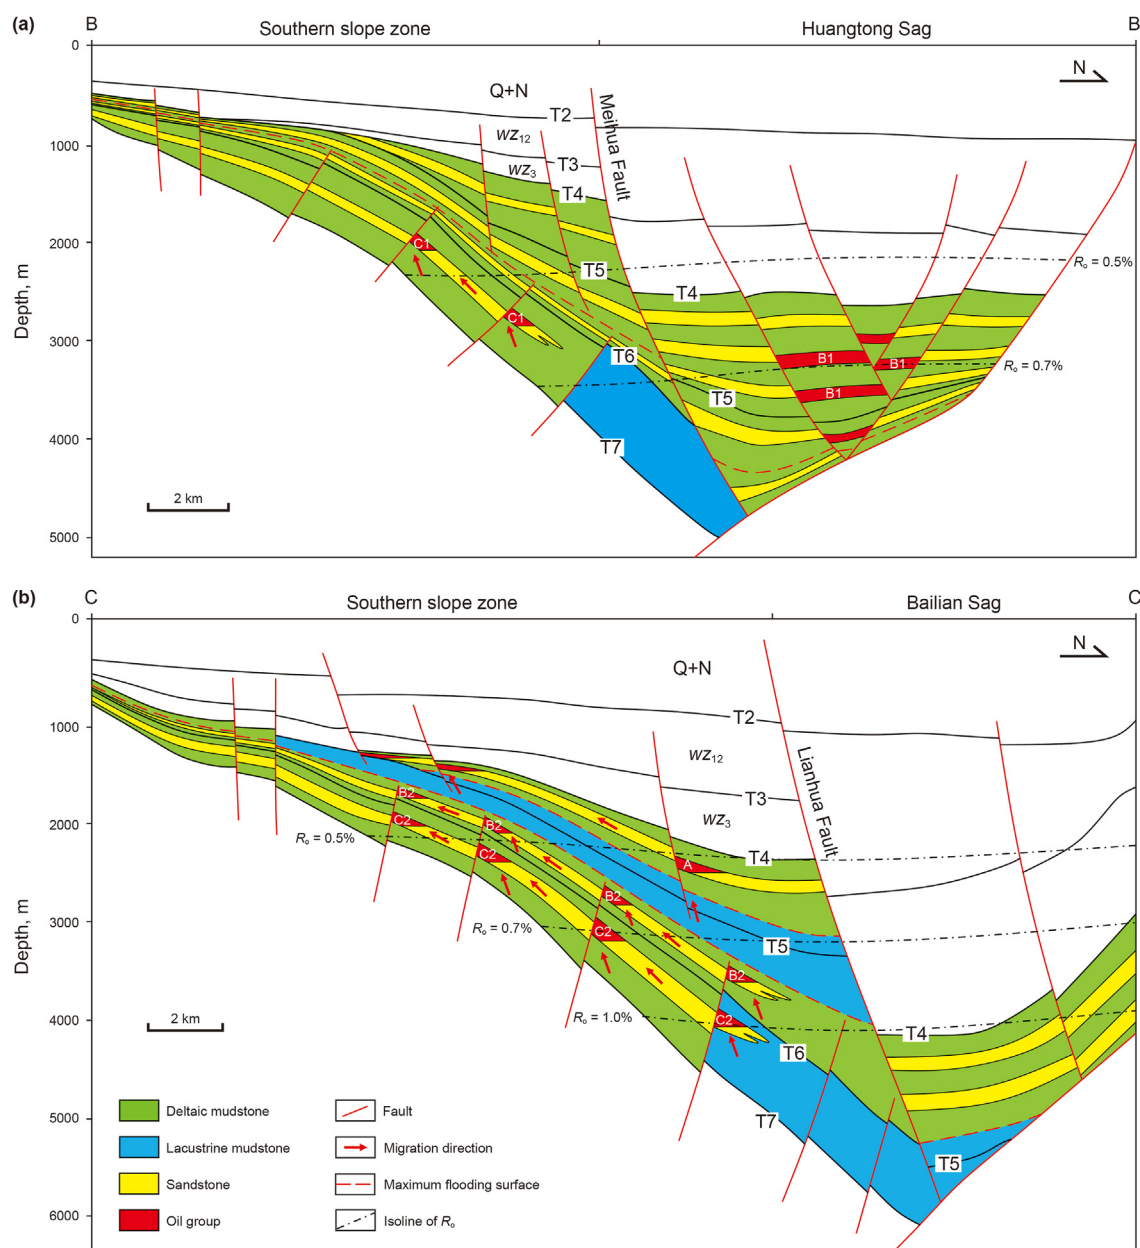 (a)
B
Southern slope zone
Huangtong Sag
B
0
1000
2000
3000
4000
5000
Depth, m
N
Q+N
T2
WZ12
T3
WZ3
T4
Meihua Fault
T5
T4
C1
C1
T6
T5
T7
B1
B1
B1
Ro = 0.5%
Ro = 0.7%
2 km
(b)
C
Southern slope zone
Bailian Sag
C
0
1000
2000
3000
4000
5000
6000
Depth, m
N
Q+N
T2
WZ12
T3
WZ3
T4
Lianhua Fault
B2
C2
B2
C2
A
B2
C2
T5
B2
C2
T6
T4
T7
T5
Ro = 0.5%
Ro = 0.7%
Ro = 1.0%
2 km
Deltaic mudstone
Fault
Lacustrine mudstone
Migration direction
Sandstone
Maximum flooding surface
Oil group
Isoline of Ro